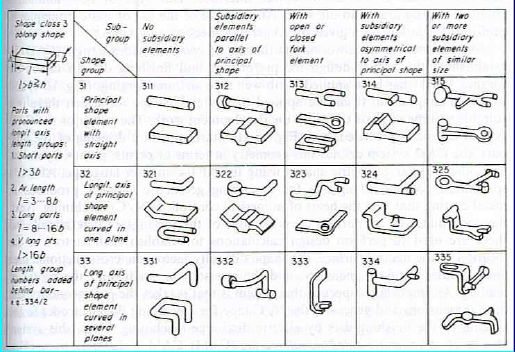 Shape class 3
oblong shape
b
l
l>b≥h
Parts with
pronounced
longit axis
length groups:
1. Short parts
l>3b
2. Av. length
l=3...8b
3. Long parts
l=8...16b
4. V. long pts.
l>16b
Length group
numbers added
behind bar
e.g. 334/2
Sub-
group
Shape
group
No
subsidiary
elements
Subsidiary
elements
parallel
to axis of
principal
shape
With
open or
closed
fork
element
With
subsidiary
elements
asymmetrical
to axis of
principal shape
With two
or more
subsidiary
elements
of similar
size
31
Principal
shape
element
with
straight
axis
311
312
313
314
315
32
Longit. axis
of principal
shape
element
curved in
one plane
321
322
323
324
325
33
Long. axis
of principal
shape
element
curved in
several
planes
331
332
333
334
335